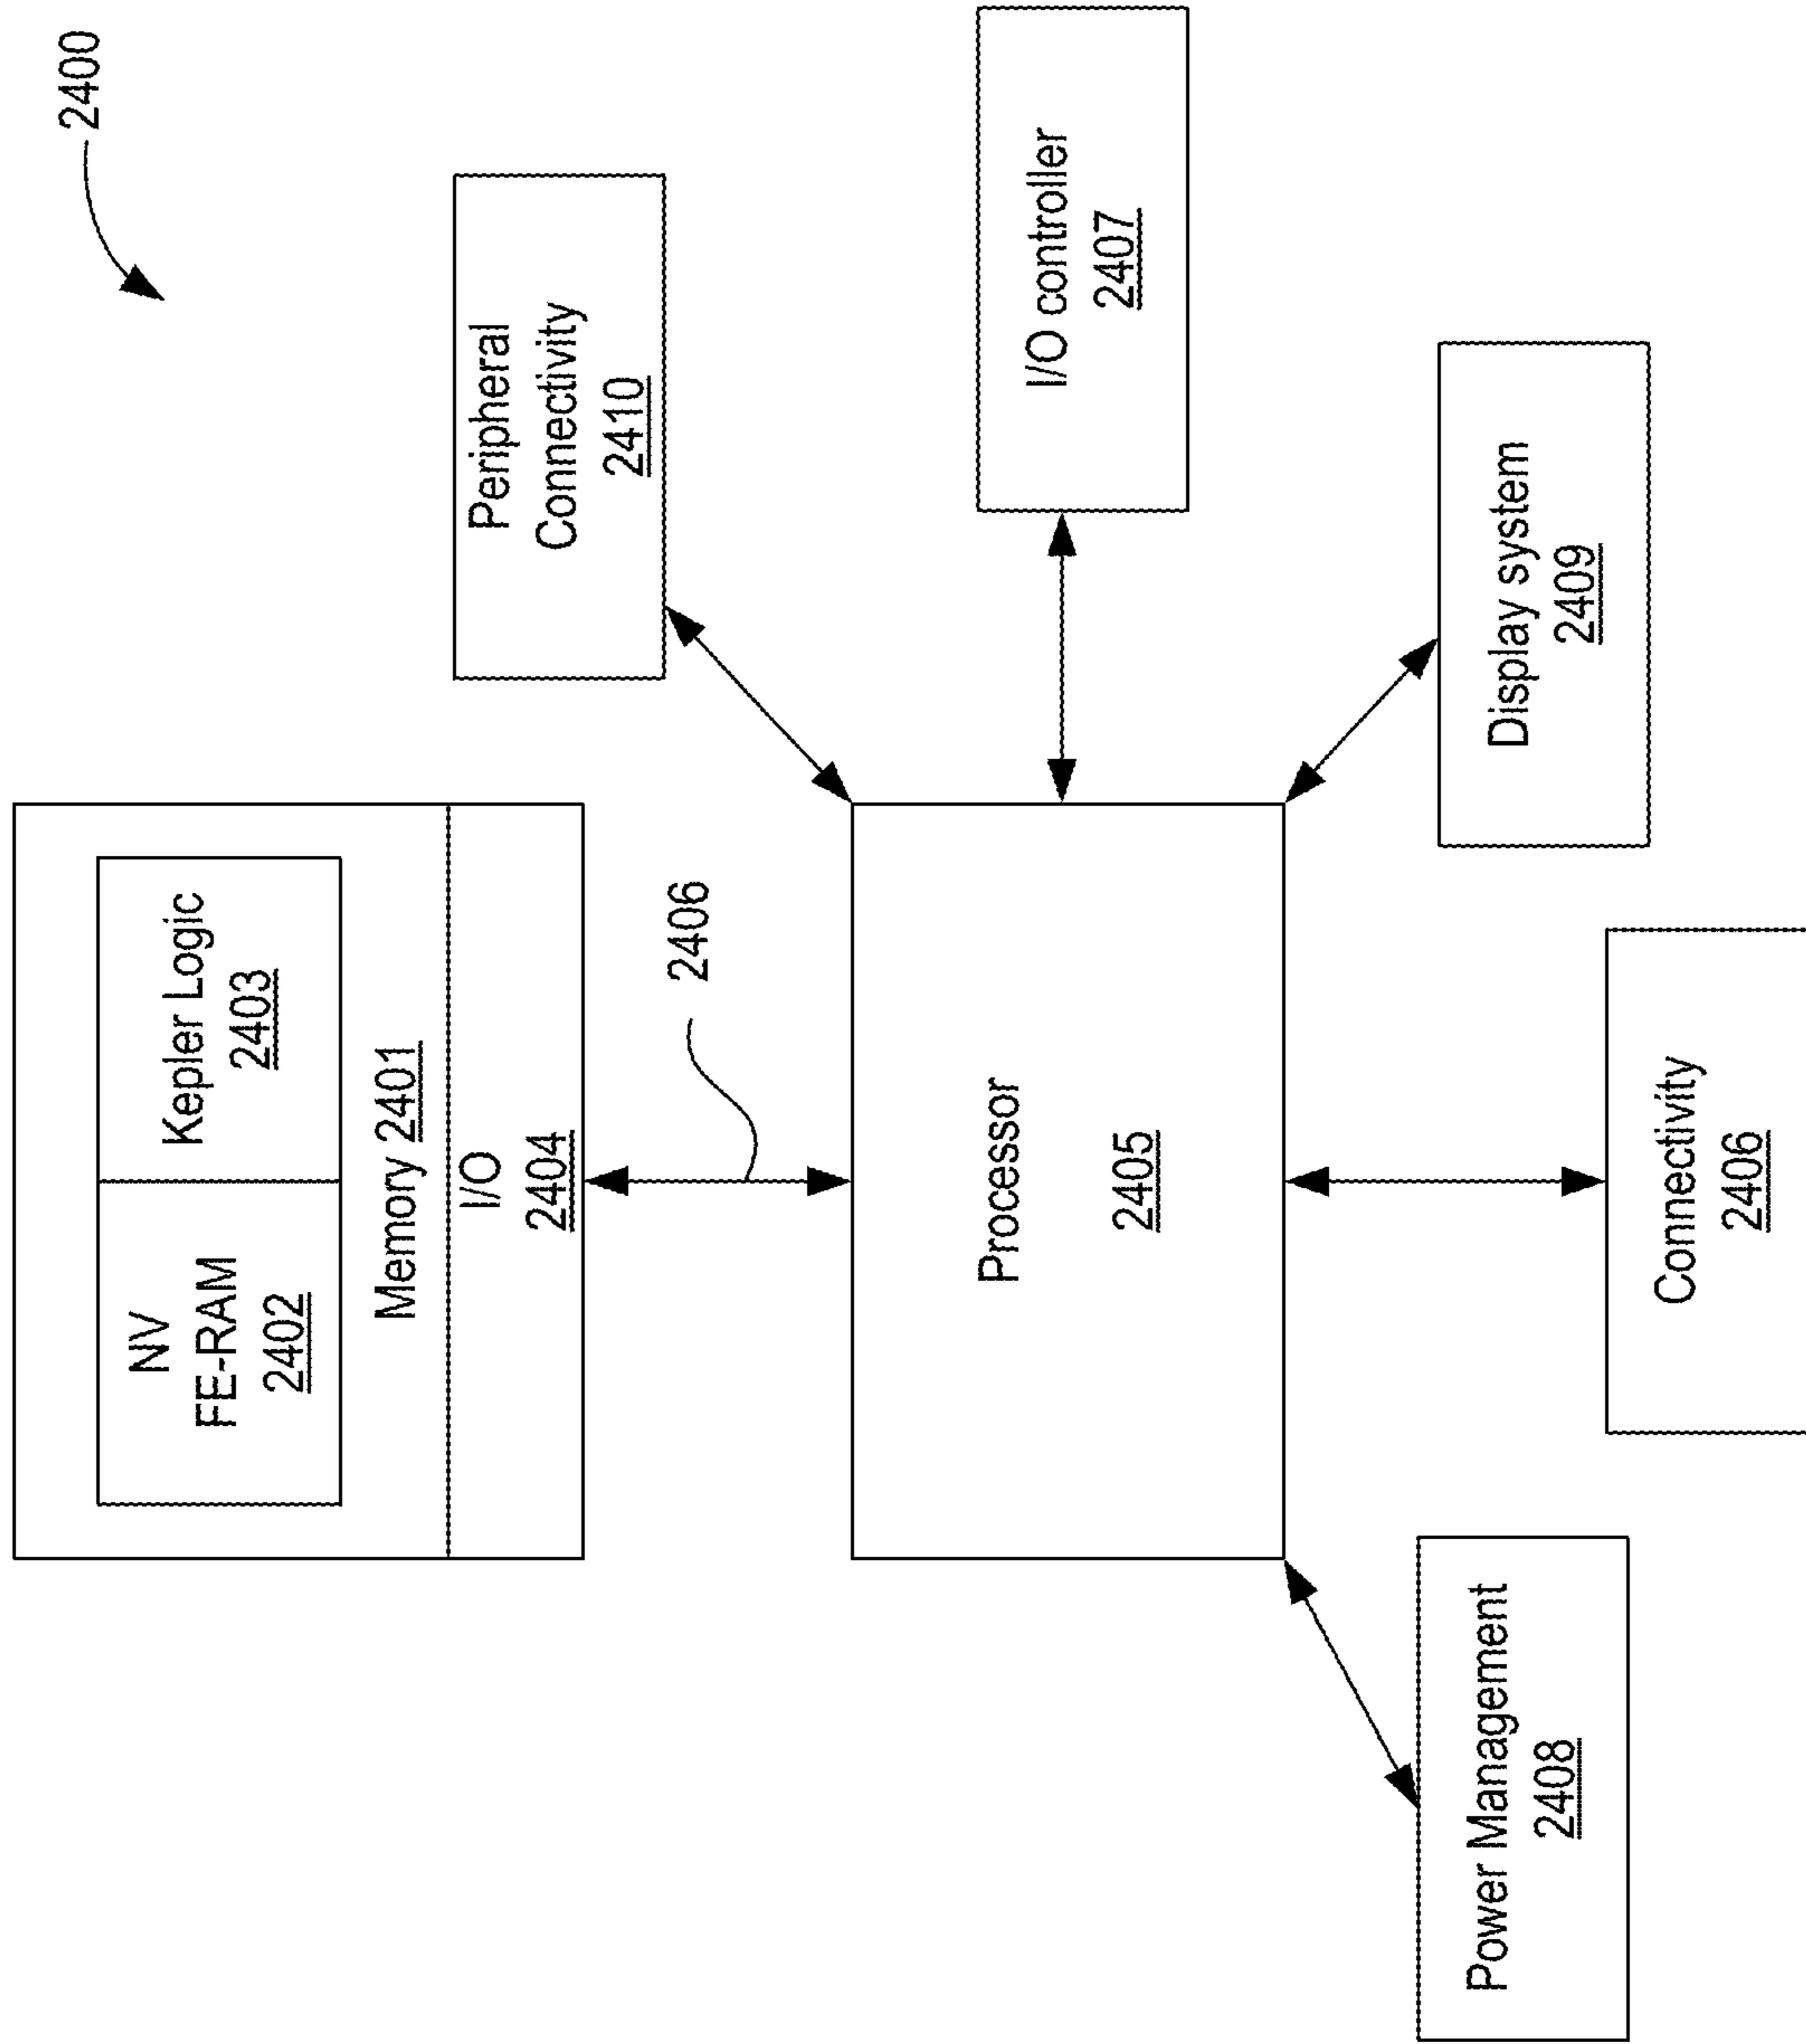 2400
NV
FE-RAM
2402
Kepler Logic
2403
Memory 2401
I/O
2404
Peripheral
Connectivity
2410
2406
Processor
2405
I/O controller
2407
Power Management
2408
Connectivity
2406
Display system
2409